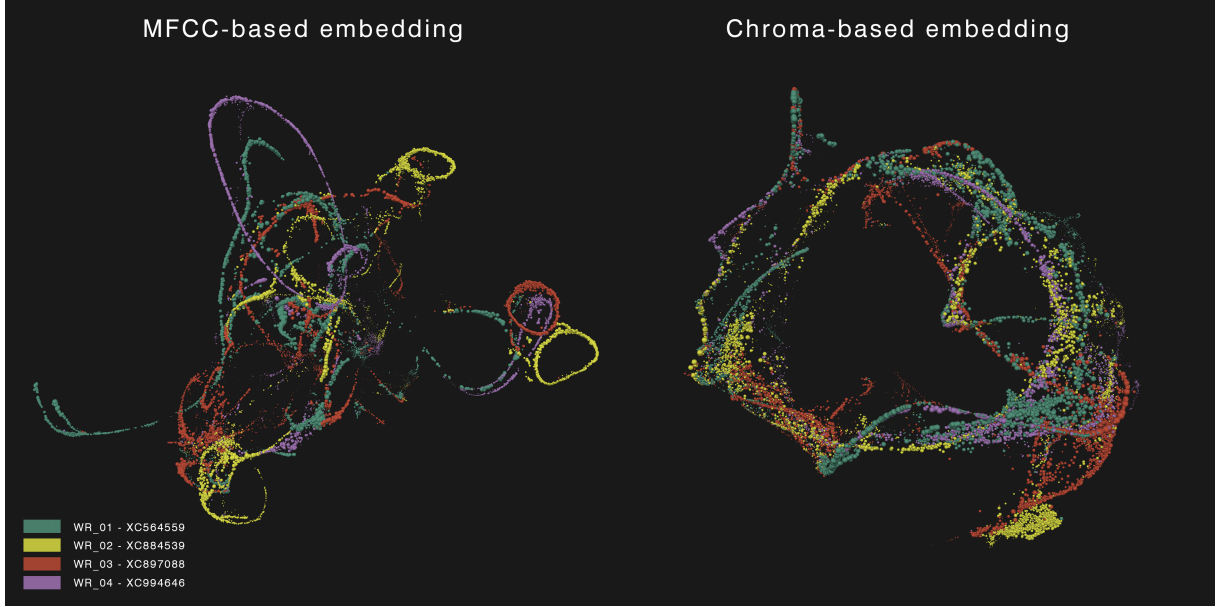 MFCC-based embedding
Chroma-based embedding
WR_01 - XC564559
WR_02 - XC884539
WR_03 - XC897088
WR_04 - XC994646